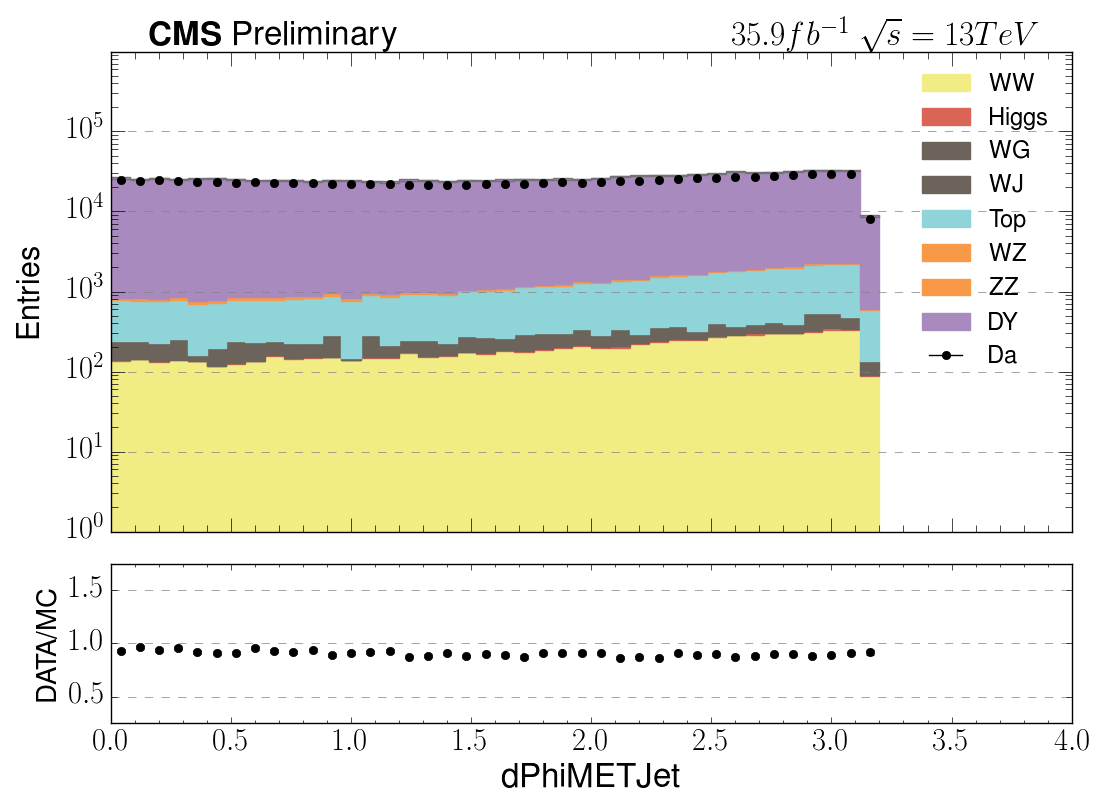 CMS Preliminary 35.9fb⁻¹ √s = 13TeV
Entries
10⁵
10⁴
10³
10²
10¹
10⁰
WW
Higgs
WG
WJ
Top
WZ
ZZ
DY
Da
DATA/MC
1.5
1.0
0.5
0.0 0.5 1.0 1.5 2.0 2.5 3.0 3.5 4.0
dPhiMETJet